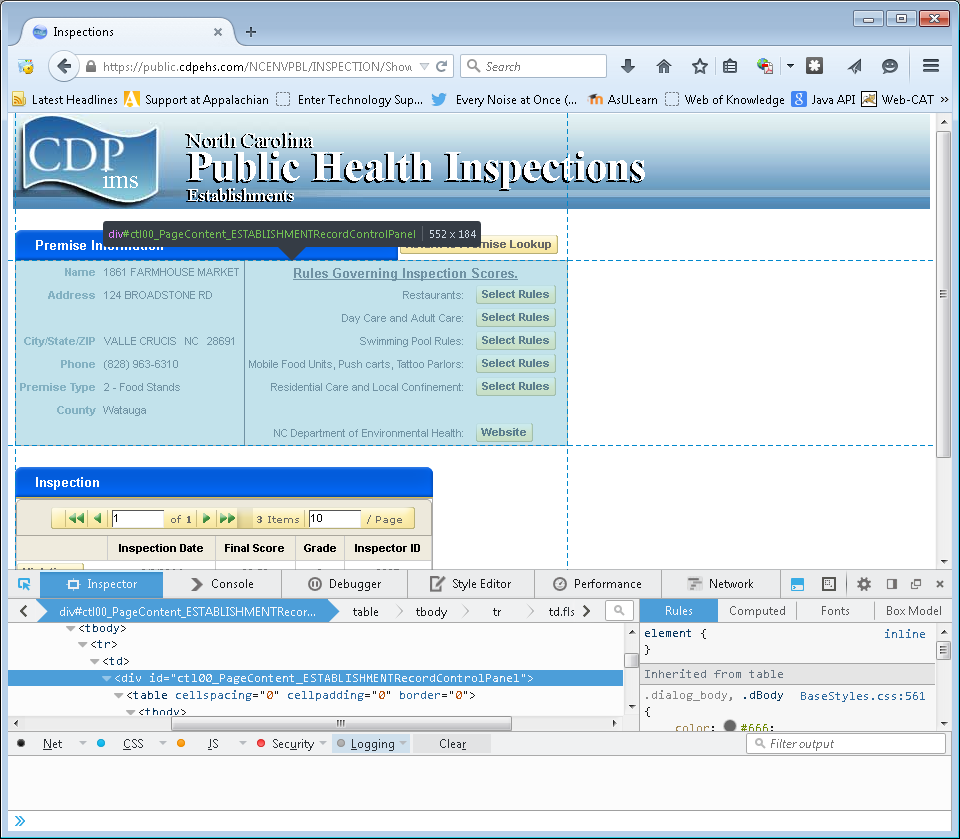 Inspections
https://public.cdpehs.com/NCENVPBL/INSPECTION/Show
Search
Latest Headlines Support at Appalachian Enter Technology Sup... Every Noise at Once (... AsULearn Web of Knowledge Java API Web-CAT »
CDP
ims
North Carolina
Public Health Inspections
Establishments
div#ctl00_PageContent_ESTABLISHMENTRecordControlPanel 552 x 184
Premise Information
Premise Lookup
Name 1861 FARMHOUSE MARKET
Address 124 BROADSTONE RD
City/State/ZIP VALLE CRUCIS NC 28691
Phone (828) 963-6310
Premise Type 2 - Food Stands
County Watauga
Rules Governing Inspection Scores.
Restaurants: Select Rules
Day Care and Adult Care: Select Rules
Swimming Pool Rules: Select Rules
Mobile Food Units, Push carts, Tattoo Parlors: Select Rules
Residential Care and Local Confinement: Select Rules
NC Department of Environmental Health: Website
Inspection
1 of 1 3 Items 10 / Page
Inspection Date Final Score Grade Inspector ID
Inspector Console Debugger Style Editor Performance Network
div#ctl00_PageContent_ESTABLISHMENTRecor... table tbody tr td.fls
Rules Computed Fonts Box Model
<tbody>
<tr>
<td>
<div id="ctl00_PageContent_ESTABLISHMENTRecordControlPanel">
<table cellspacing="0" cellpadding="0" border="0">
<tbody>
element { inline
}
Inherited from table
.dialog_body, .dBody BaseStyles.css:561
{
color: #666;
Net CSS JS Security Logging Clear
Filter output
»